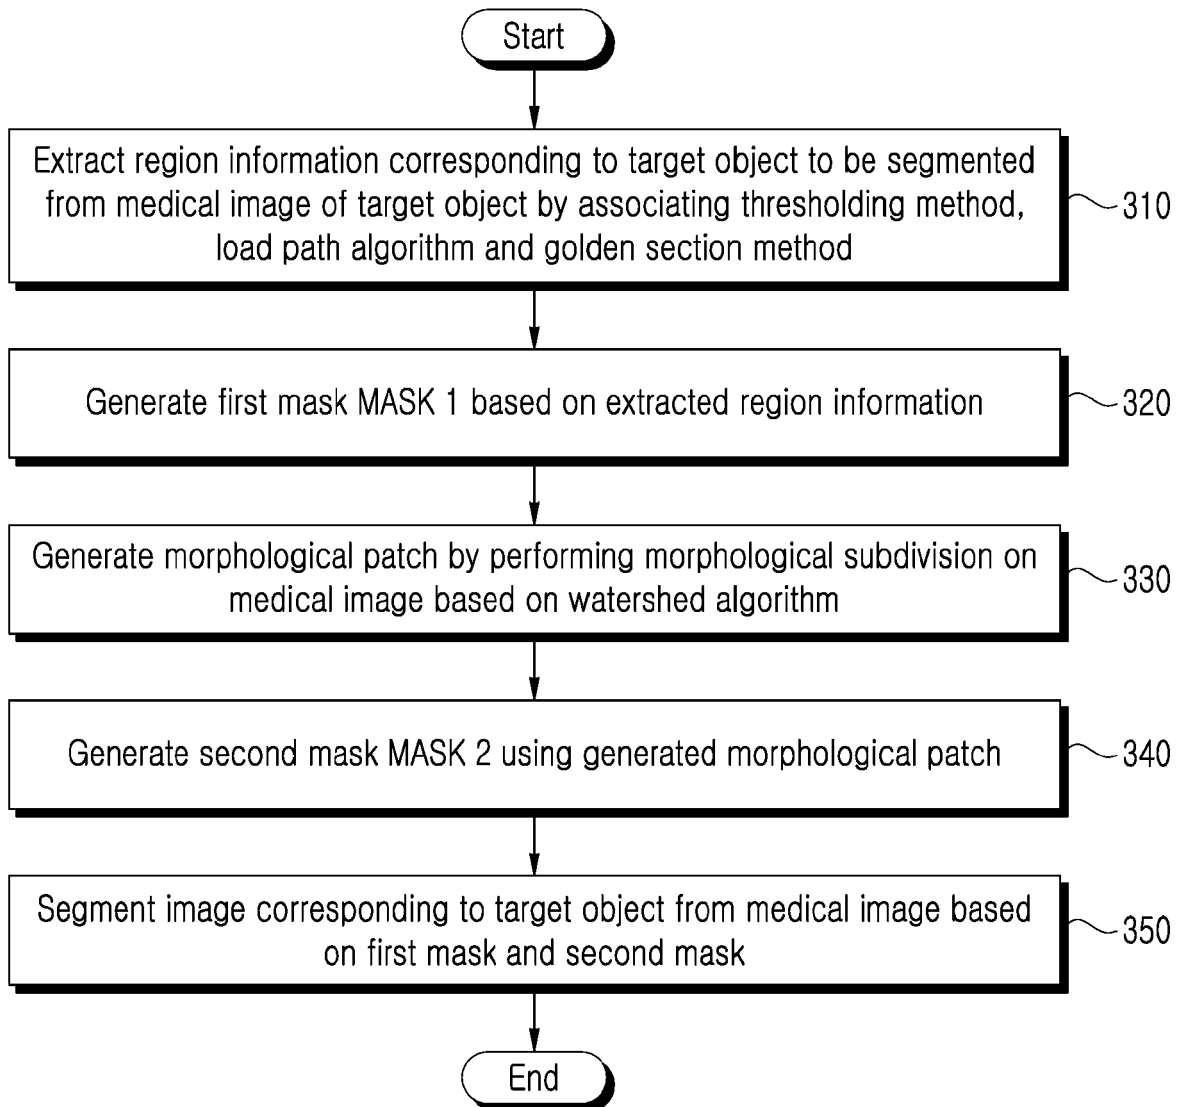 Start
Extract region information corresponding to target object to be segmented
from medical image of target object by associating thresholding method,
load path algorithm and golden section method
310
Generate first mask MASK 1 based on extracted region information
320
Generate morphological patch by performing morphological subdivision on
medical image based on watershed algorithm
330
Generate second mask MASK 2 using generated morphological patch
340
Segment image corresponding to target object from medical image based
on first mask and second mask
350
End